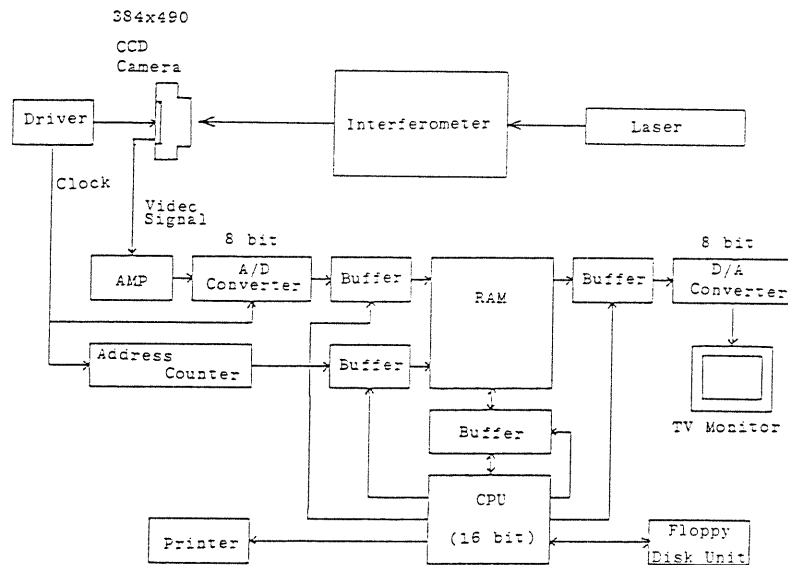 384x490
CCD
Camera
Driver
Interferometer
Laser
Clock
Video
Signal
8 bit
8 bit
AMP
A/D
Converter
Buffer
RAM
Buffer
D/A
Converter
Address
Counter
Buffer
Buffer
TV Monitor
CPU
(16 bit)
Printer
Floppy
Disk Unit